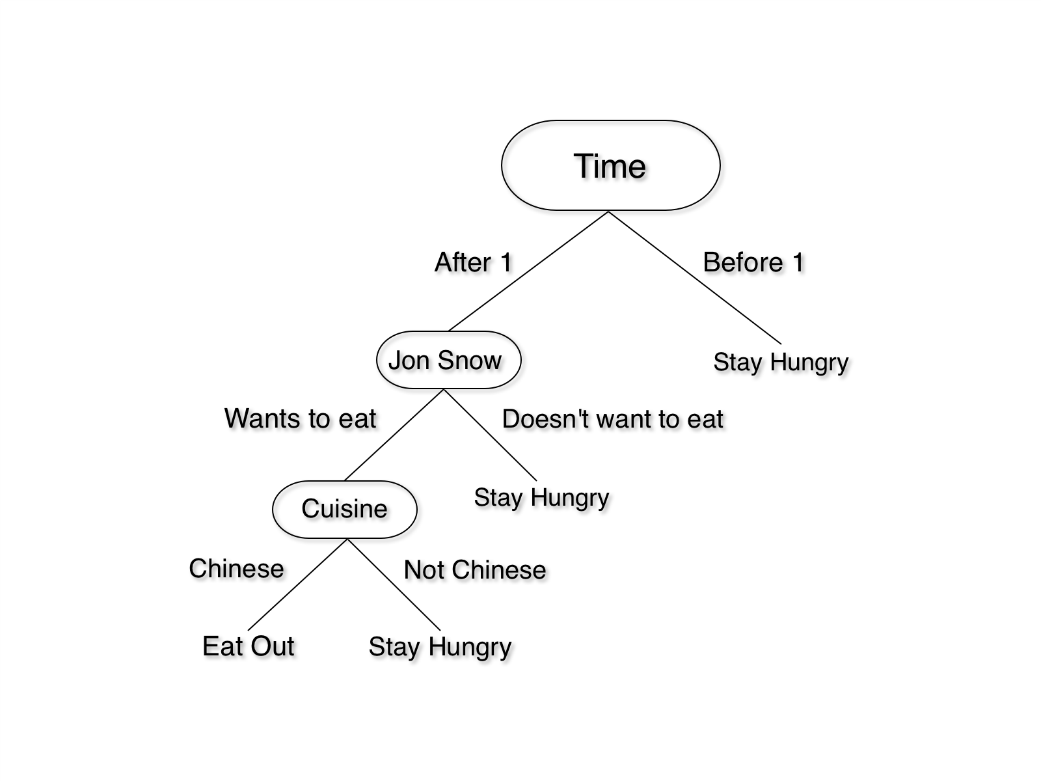 Time
After 1
Before 1
Jon Snow
Stay Hungry
Wants to eat
Doesn't want to eat
Cuisine
Stay Hungry
Chinese
Not Chinese
Eat Out
Stay Hungry